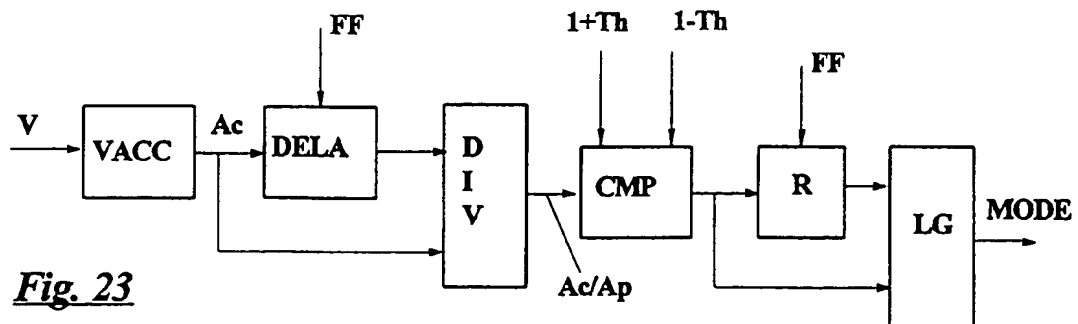 FF
1+Th
1-Th
FF
V
VACC
Ac
DELA
D
I
V
CMP
R
LG
MODE
Ac/Ap
Fig. 23